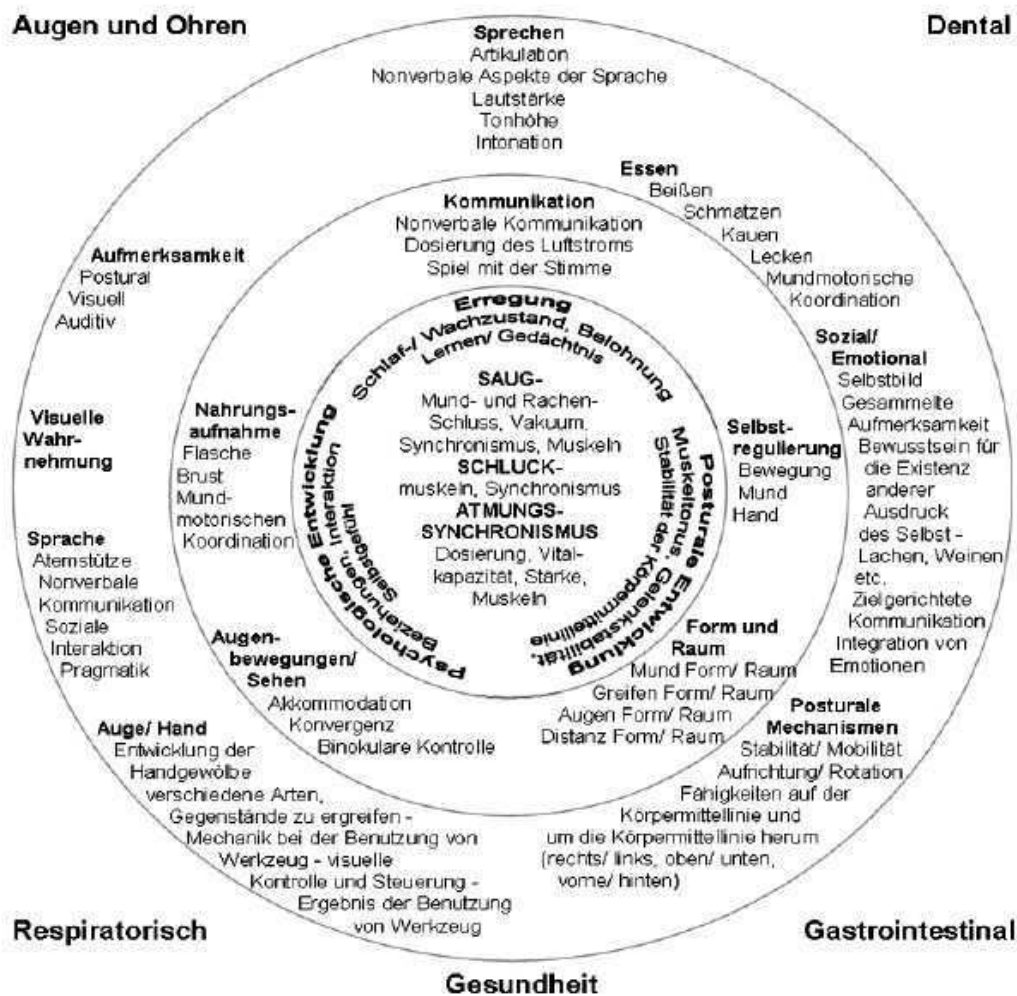 Augen und Ohren
Dental
Sprechen
Artikulation
Nonverbale Aspekte der Sprache
Lautstärke
Tonhöhe
Intonation
Essen
Beißen
Schmatzen
Kauen
Lecken
Mundmotorische
Koordination
Kommunikation
Nonverbale Kommunikation
Dosierung des Luftstroms
Spiel mit der Stimme
Aufmerksamkeit
Postural
Visuell
Auditiv
Erregung
Schlaf-/ Wachzustand, Belohnung
Lernen/ Gedächtnis
Sozial/
Emotional
Selbstbild
Gesammelte
Aufmerksamkeit
Bewusstsein für
die Existenz
anderer
Ausdruck
des Selbst -
Lachen, Weinen
etc.
Zielgerichtete
Kommunikation
Integration von
Emotionen
SAUG-
Mund- und Rachen-
Schluss, Vakuum,
Synchronismus, Muskeln
SCHLUCK-
muskeln, Synchronismus
ATMUNGS-
SYNCHRONISMUS
Dosierung, Vital-
kapazität, Stärke,
Muskeln
Visuelle
Wahr-
nehmung
Nahrungs-
aufnahme
Flasche
Brust
Mund-
motorischen
Koordination
Psychologische Entwicklung
Beziehungen, Interaktion
Selbstgefühl
Posturale Entwicklung
Muskeltonus, Gelenkstabilität,
Stabilität der Körpermittellinie
Selbst-
regulierung
Bewegung
Mund
Hand
Sprache
Atemstütze
Nonverbale
Kommunikation
Soziale
Interaktion
Pragmatik
Augen-
bewegungen/
Sehen
Akkommodation
Konvergenz
Binokulare Kontrolle
Form und
Raum
Mund Form/ Raum
Greifen Form/ Raum
Augen Form/ Raum
Distanz Form/ Raum
Auge/ Hand
Entwicklung der
Handgewölbe
verschiedene Arten,
Gegenstände zu ergreifen -
Mechanik bei der Benutzung von
Werkzeug - visuelle
Kontrolle und Steuerung -
Ergebnis der Benutzung
von Werkzeug
Posturale
Mechanismen
Stabilität/ Mobilität
Aufrichtung/ Rotation
Fähigkeiten auf der
Körpermittellinie und
um die Körpermittellinie herum
(rechts/ links, oben/ unten,
vorne/ hinten)
Respiratorisch
Gastrointestinal
Gesundheit